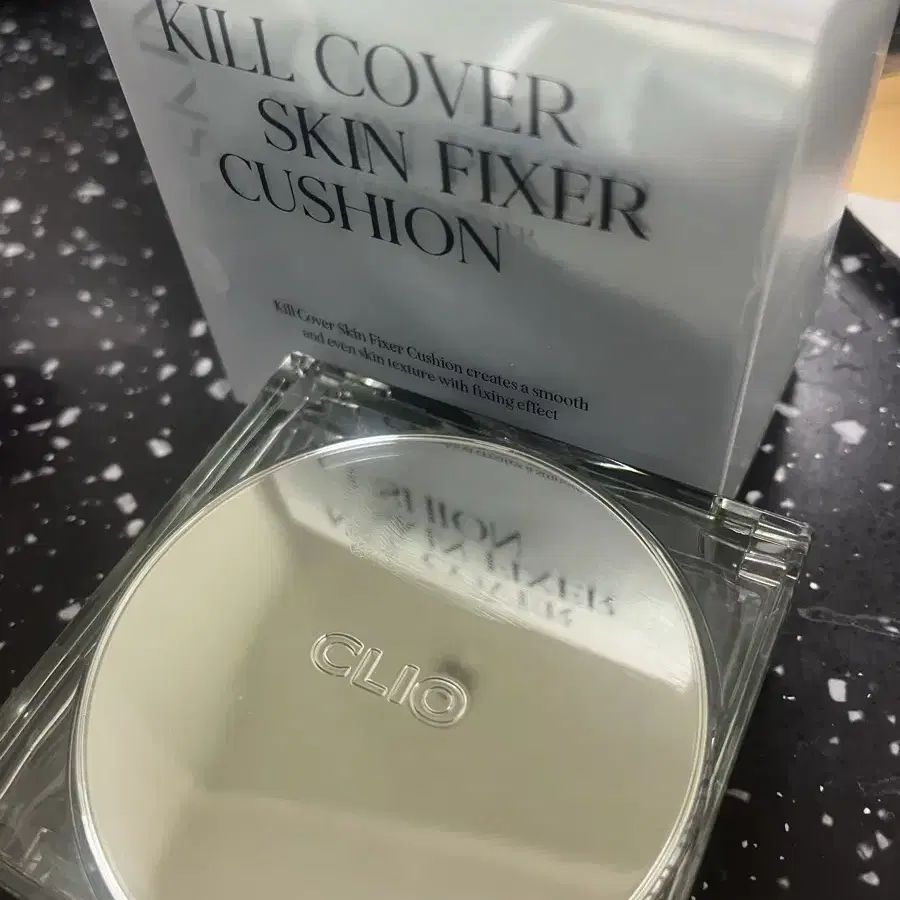 KILL COVER
SKIN FIXER
CUSHION
Kill Cover Skin Fixer Cushion creates a smooth
and even skin texture with fixing effect
CLIO